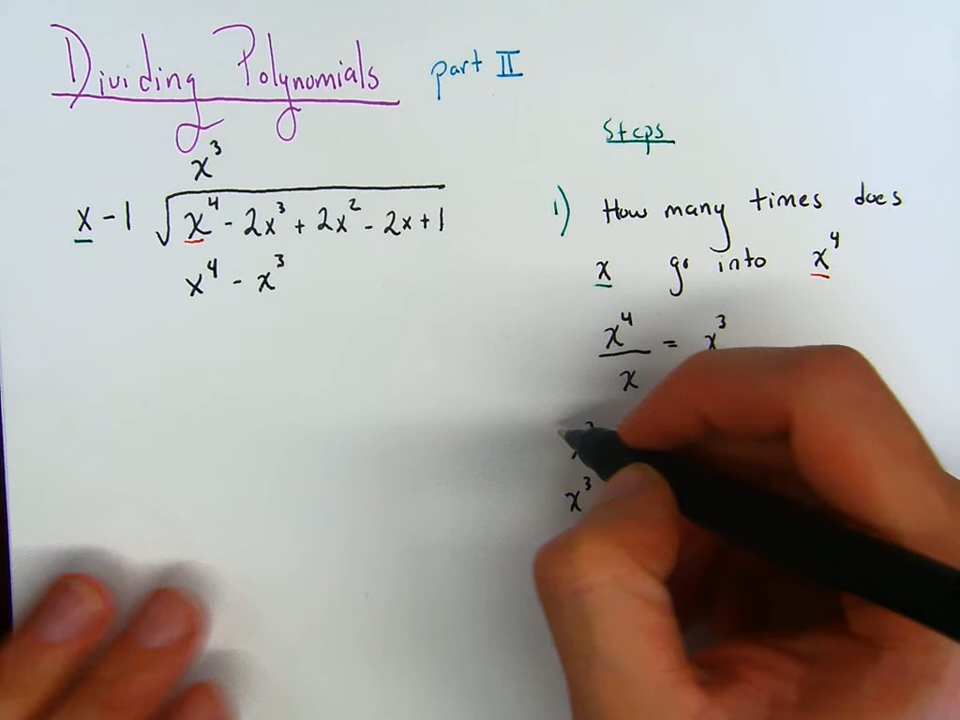 Dividing Polynomials part II
Steps
x³
x - 1 √x⁴ - 2x³ + 2x² - 2x + 1
x⁴ - x³
1) How many times does
x go into x⁴
x⁴/x = x³
x³